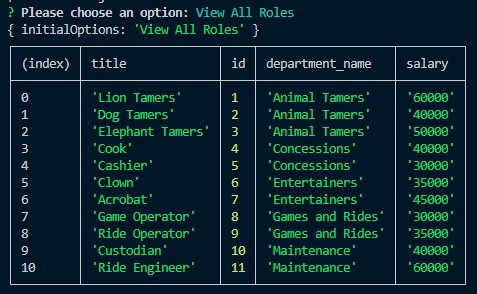 ? Please choose an option: View All Roles
{ initialOptions: 'View All Roles' }
(index) title id department_name salary
0 'Lion Tamers' 1 'Animal Tamers' '60000'
1 'Dog Tamers' 2 'Animal Tamers' '40000'
2 'Elephant Tamers' 3 'Animal Tamers' '50000'
3 'Cook' 4 'Concessions' '40000'
4 'Cashier' 5 'Concessions' '30000'
5 'Clown' 6 'Entertainers' '35000'
6 'Acrobat' 7 'Entertainers' '45000'
7 'Game Operator' 8 'Games and Rides' '30000'
8 'Ride Operator' 9 'Games and Rides' '35000'
9 'Custodian' 10 'Maintenance' '40000'
10 'Ride Engineer' 11 'Maintenance' '60000'